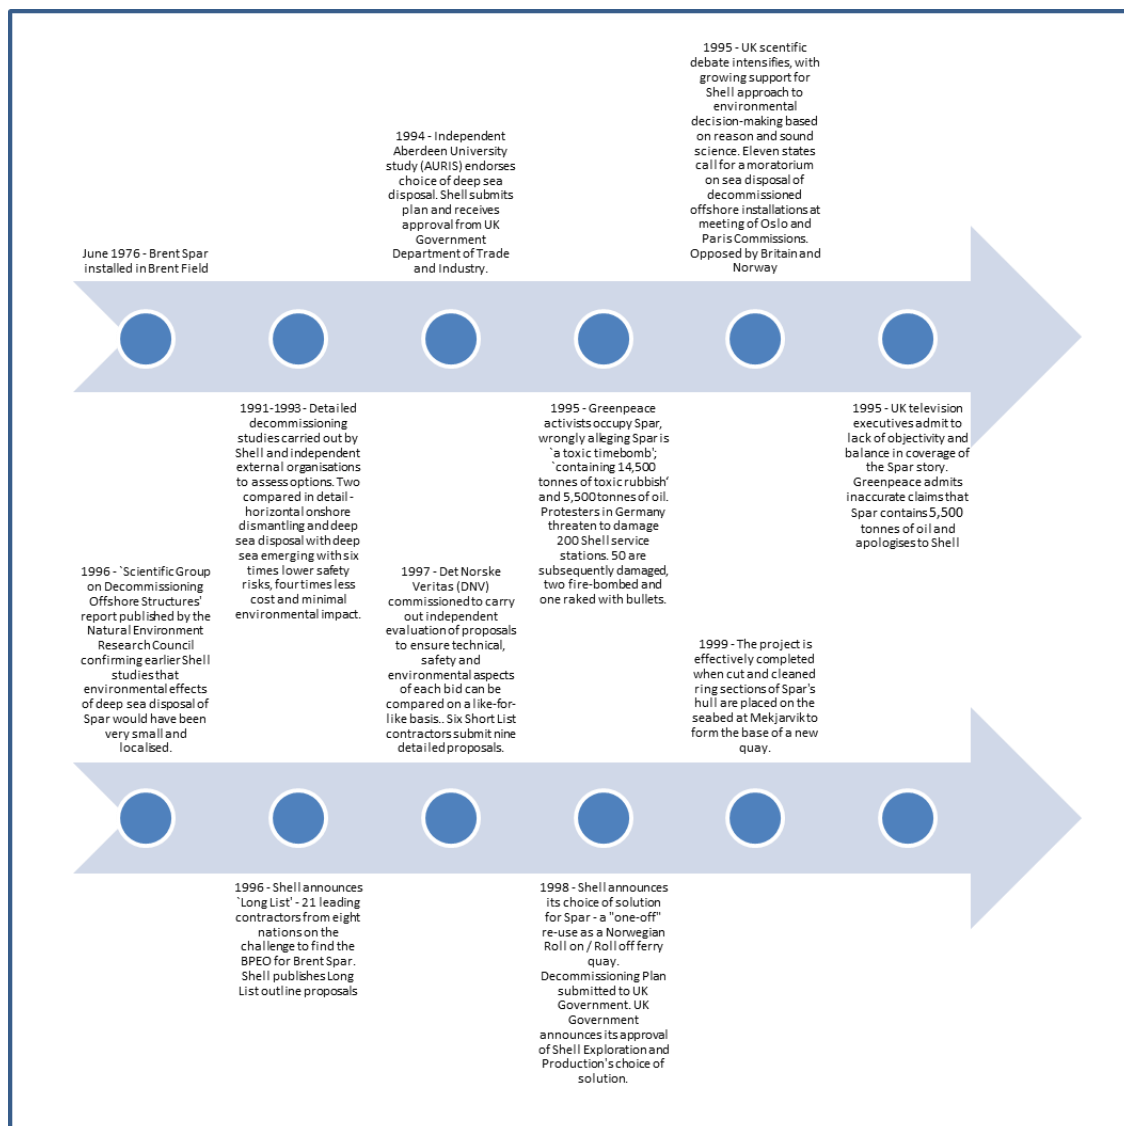 June 1976 - Brent Spar
installed in Brent Field
1991-1993 - Detailed
decommissioning
studies carried out by
Shell and independent
external organisations
to assess options. Two
compared in detail -
horizontal onshore
dismantling and deep
sea disposal with deep
sea emerging with six
times lower safety
risks, four times less
cost and minimal
environmental impact.
1994 - Independent
Aberdeen University
study (AURIS) endorses
choice of deep sea
disposal. Shell submits
plan and receives
approval from UK
Government
Department of Trade
and Industry.
1995 - Greenpeace
activists occupy Spar,
wrongly alleging Spar is
`a toxic timebomb';
`containing 14,500
tonnes of toxic rubbish'
and 5,500 tonnes of oil.
Protesters in Germany
threaten to damage
200 Shell service
stations. 50 are
subsequently damaged,
two fire-bombed and
one raked with bullets.
1995 - UK scentific
debate intensifies, with
growing support for
Shell approach to
environmental
decision-making based
on reason and sound
science. Eleven states
call for a moratorium
on sea disposal of
decommissioned
offshore installations at
meeting of Oslo and
Paris Commissions.
Opposed by Britain and
Norway
1995 - UK television
executives admit to
lack of objectivity and
balance in coverage of
the Spar story.
Greenpeace admits
inaccurate claims that
Spar contains 5,500
tonnes of oil and
apologises to Shell
1996 - `Scientific Group
on Decommissioning
Offshore Structures'
report published by the
Natural Environment
Research Council
confirming earlier Shell
studies that
environmental effects
of deep sea disposal of
Spar would have been
very small and
localised.
1996 - Shell announces
`Long List' - 21 leading
contractors from eight
nations on the
challenge to find the
BPEO for Brent Spar.
Shell publishes Long
List outline proposals
1997 - Det Norske
Veritas (DNV)
commissioned to carry
out independent
evaluation of proposals
to ensure technical,
safety and
environmental aspects
of each bid can be
compared on a like-for-
like basis.. Six Short List
contractors submit nine
detailed proposals.
1998 - Shell announces
its choice of solution
for Spar - a "one-off"
re-use as a Norwegian
Roll on / Roll off ferry
quay.
Decommissioning Plan
submitted to UK
Government. UK
Government
announces its approval
of Shell Exploration and
Production's choice of
solution.
1999 - The project is
effectively completed
when cut and cleaned
ring sections of Spar's
hull are placed on the
seabed at Mekjarvik to
form the base of a new
quay.